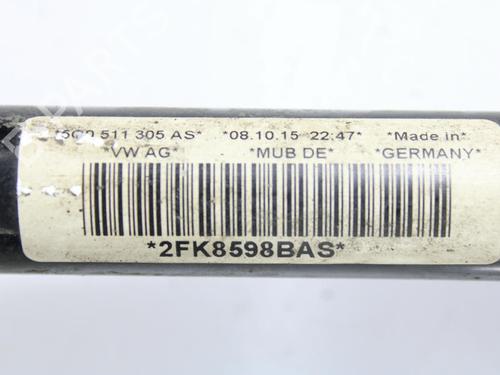 *5Q0 511 305 AS* *08.10.15 22:47* *Made in*
*VW AG* *MUB DE* *GERMANY*
*2FK8598BAS*